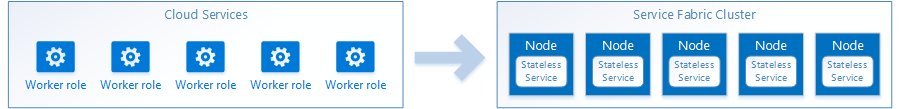 Cloud Services
Worker role Worker role Worker role Worker role Worker role
Service Fabric Cluster
Node Node Node Node Node
Stateless Stateless Stateless Stateless Stateless
Service Service Service Service Service